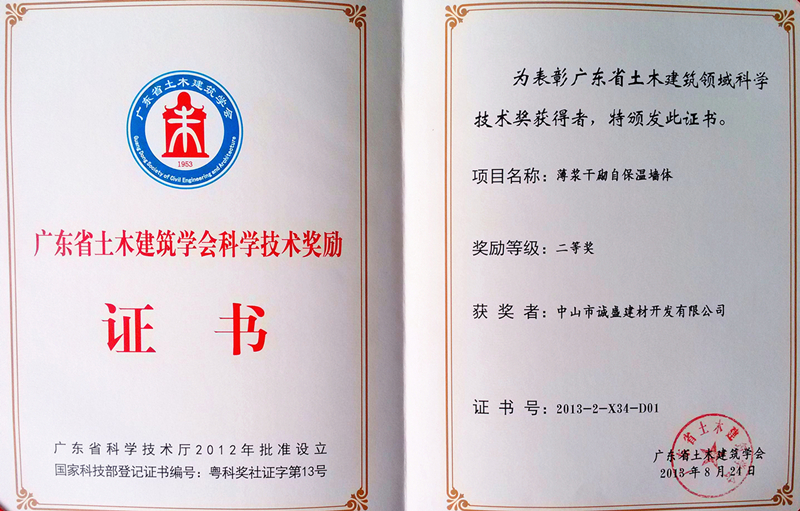 广东省土木建筑学会
1953
Guang Dong Society of Civil Engineering and Architecture
广东省土木建筑学会科学技术奖励
证 书
广东省科学技术厅2012年批准设立
国家科技部登记证书编号：粤科奖社证字第13号
为表彰广东省土木建筑领域科学
技术奖获得者，特颁发此证书。
项目名称：薄浆干砌自保温墙体
奖励等级：二等奖
获 奖 者：中山市诚盛建材开发有限公司
证 书 号：2013-2-X34-D01
广东省土木建筑学会
2013年8月24日